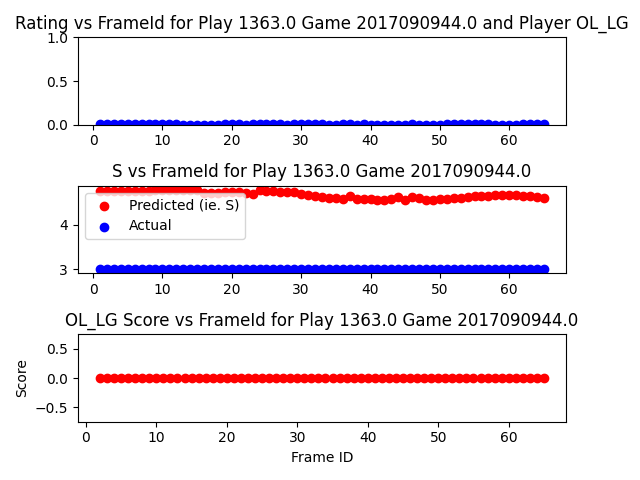 Rating vs FrameId for Play 1363.0 Game 2017090944.0 and Player OL_LG
1.0
0.5
0.0
0 10 20 30 40 50 60
S vs FrameId for Play 1363.0 Game 2017090944.0
Predicted (ie. S)
Actual
4
3
0 10 20 30 40 50 60
OL_LG Score vs FrameId for Play 1363.0 Game 2017090944.0
Score
0.5
0.0
−0.5
0 10 20 30 40 50 60
Frame ID